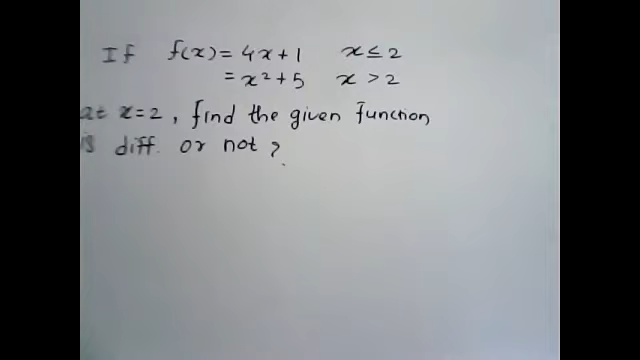 If f(x) = 4x+1 x ≤ 2
= x²+5 x > 2
at x=2, find the given function
is diff. or not ?